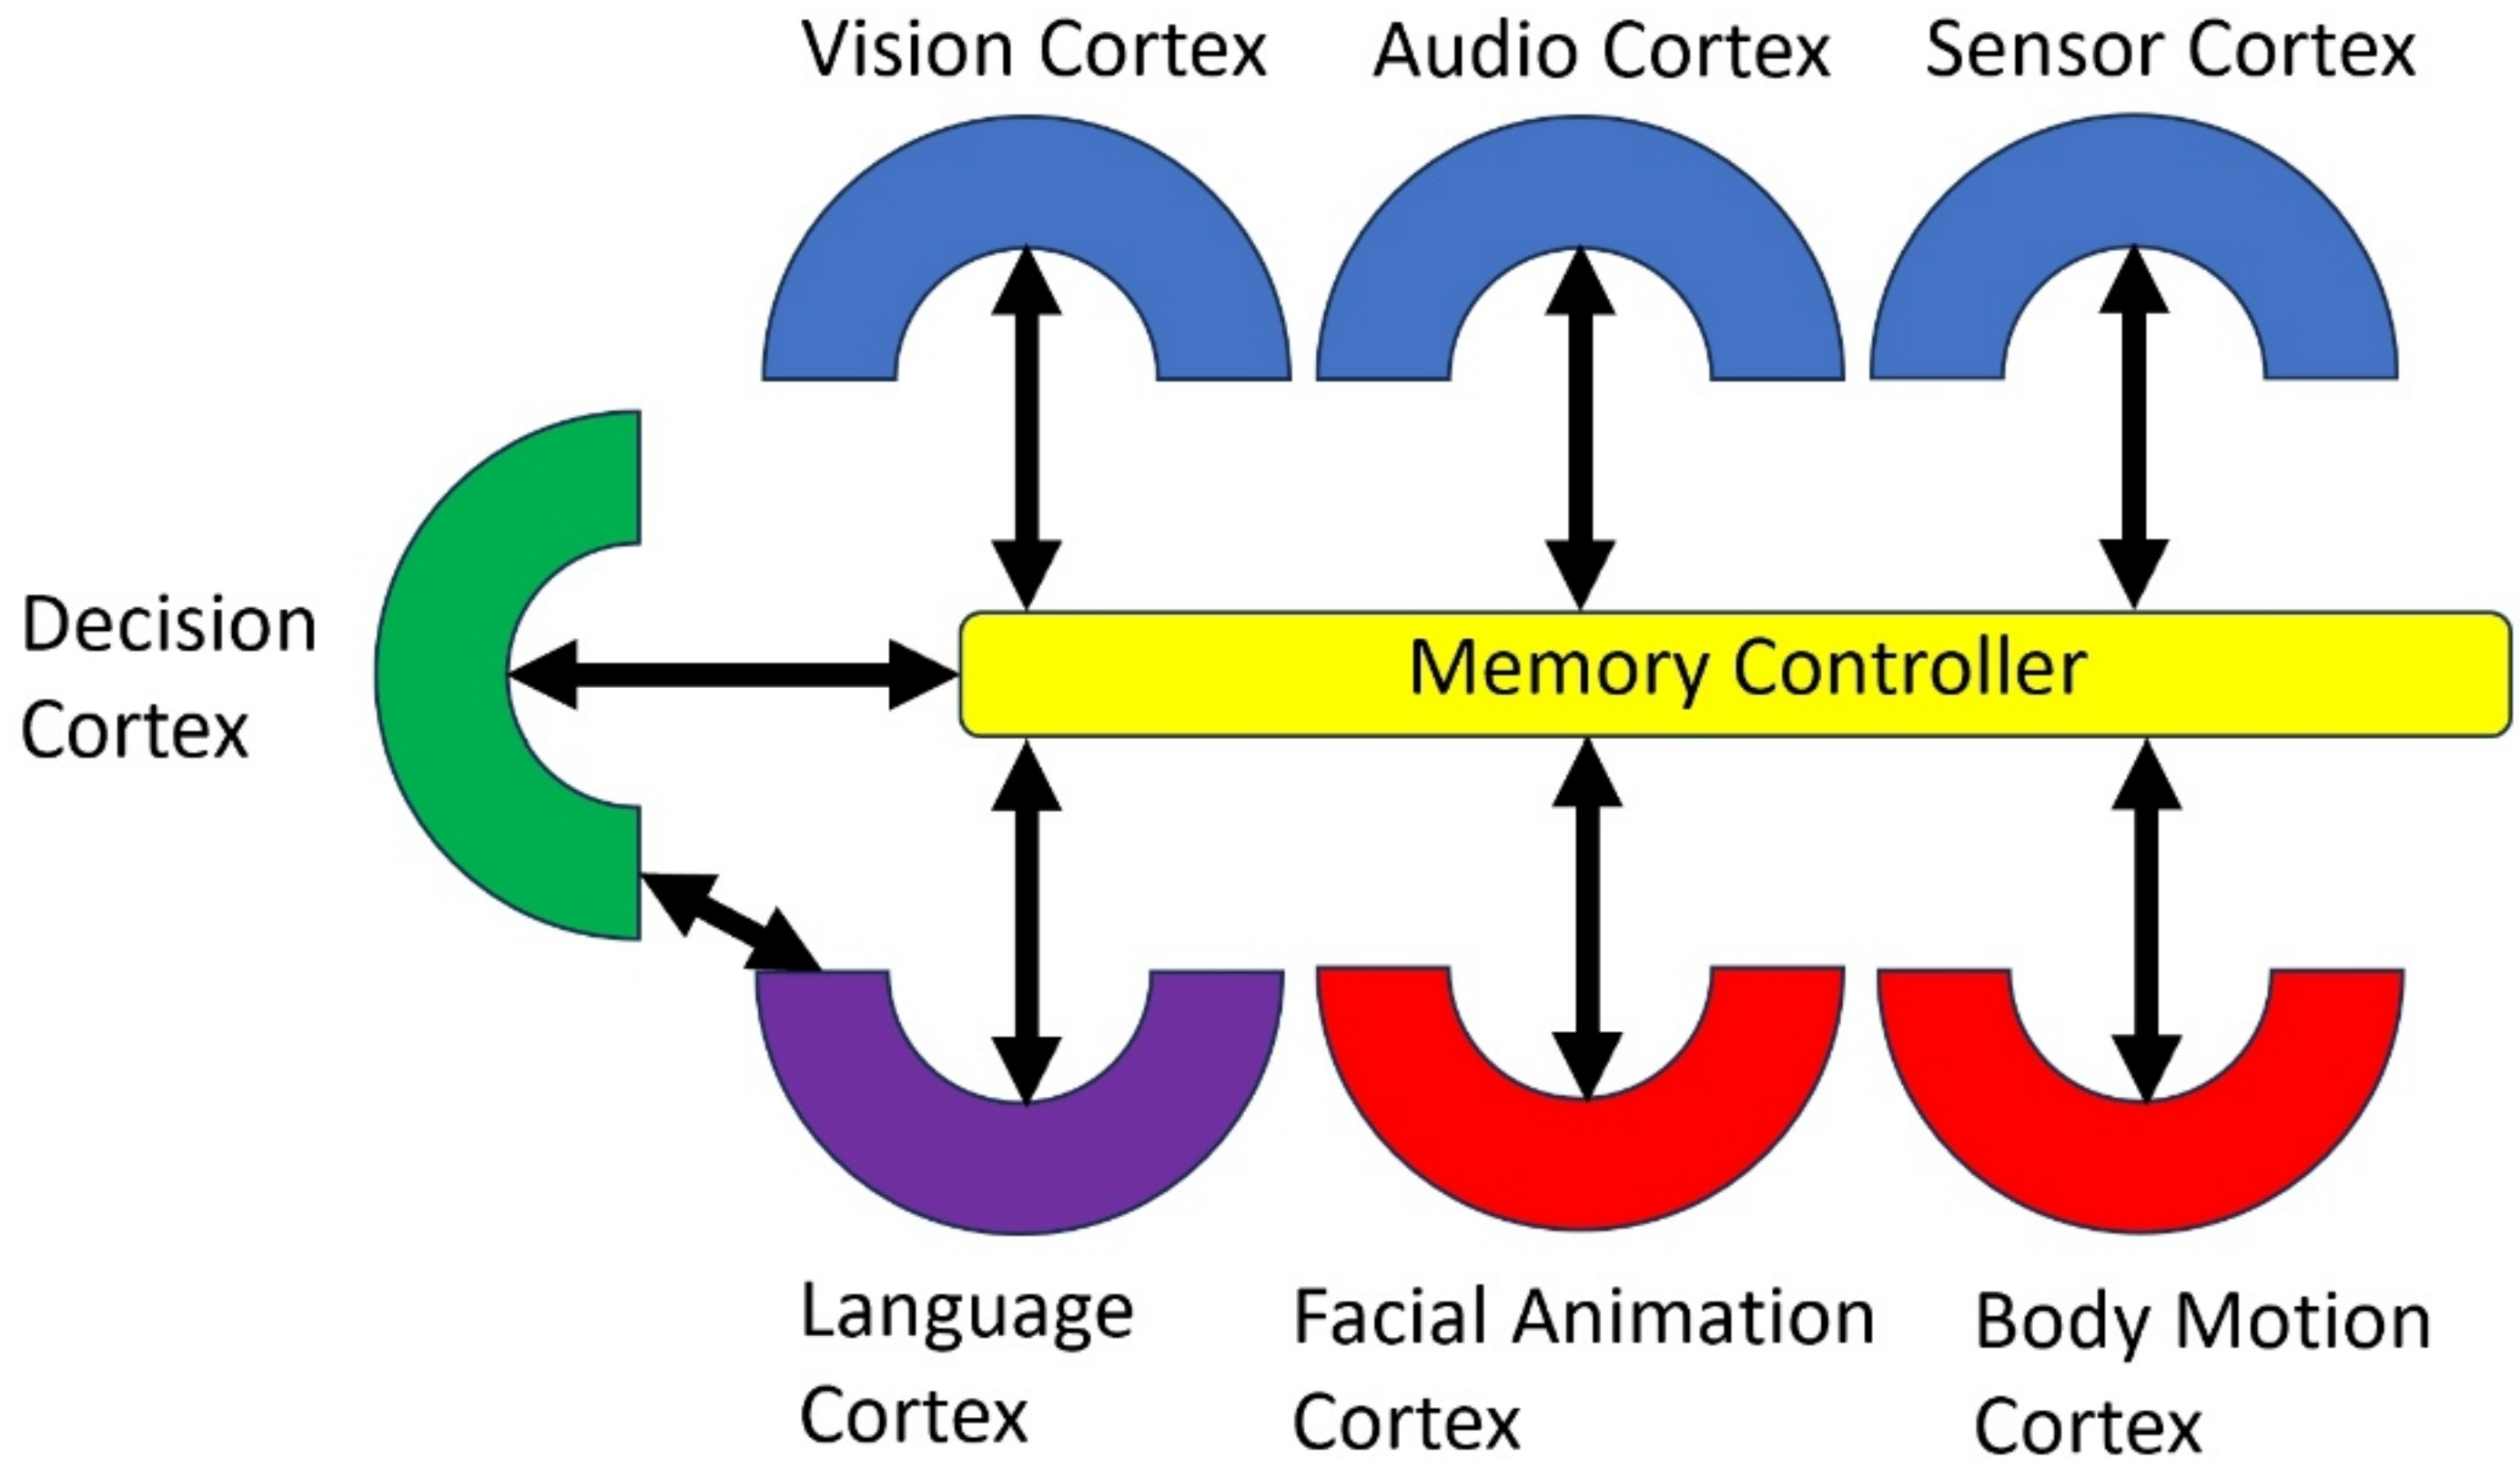 Vision Cortex
Audio Cortex
Sensor Cortex
Decision
Cortex
Memory Controller
Language
Cortex
Facial Animation
Cortex
Body Motion
Cortex